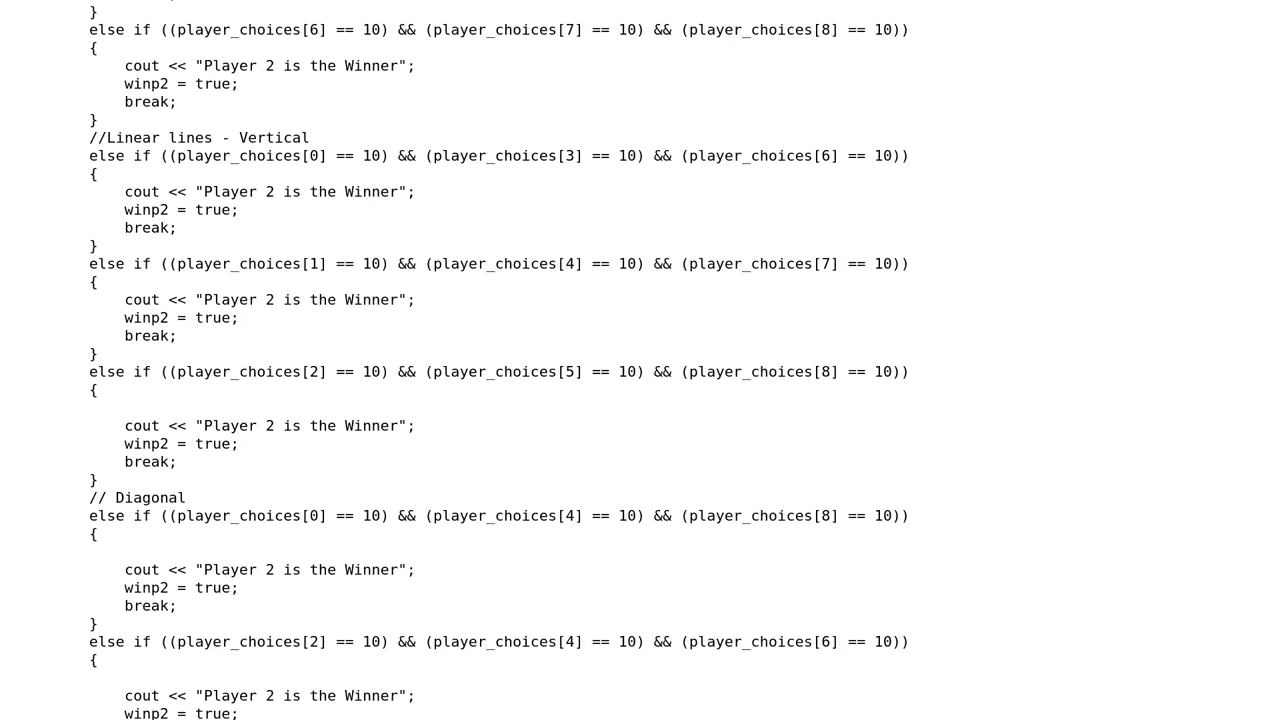 }
else if ((player_choices[6] == 10) && (player_choices[7] == 10) && (player_choices[8] == 10))
{
    cout << "Player 2 is the Winner";
    winp2 = true;
    break;
}
//Linear lines - Vertical
else if ((player_choices[0] == 10) && (player_choices[3] == 10) && (player_choices[6] == 10))
{
    cout << "Player 2 is the Winner";
    winp2 = true;
    break;
}
else if ((player_choices[1] == 10) && (player_choices[4] == 10) && (player_choices[7] == 10))
{
    cout << "Player 2 is the Winner";
    winp2 = true;
    break;
}
else if ((player_choices[2] == 10) && (player_choices[5] == 10) && (player_choices[8] == 10))
{

    cout << "Player 2 is the Winner";
    winp2 = true;
    break;
}
// Diagonal
else if ((player_choices[0] == 10) && (player_choices[4] == 10) && (player_choices[8] == 10))
{

    cout << "Player 2 is the Winner";
    winp2 = true;
    break;
}
else if ((player_choices[2] == 10) && (player_choices[4] == 10) && (player_choices[6] == 10))
{

    cout << "Player 2 is the Winner";
    winp2 = true;